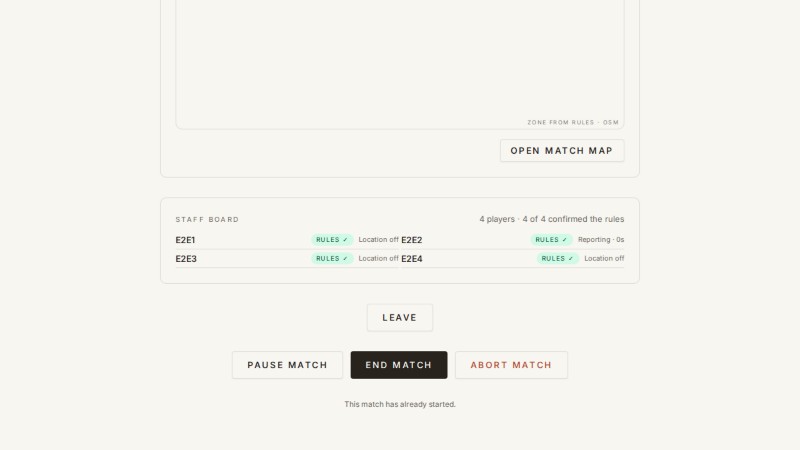 ZONE FROM RULES · OSM
OPEN MATCH MAP
STAFF BOARD 4 players · 4 of 4 confirmed the rules
E2E1 RULES ✓ Location off E2E2 RULES ✓ Reporting · 0s
E2E3 RULES ✓ Location off E2E4 RULES ✓ Location off
LEAVE
PAUSE MATCH END MATCH ABORT MATCH
This match has already started.